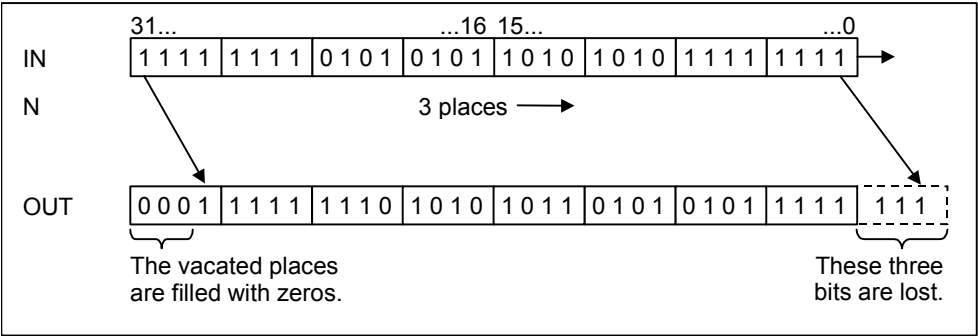 31... ...16 15... ...0
IN 1 1 1 1 1 1 1 1 0 1 0 1 0 1 0 1 1 0 1 0 1 0 1 0 1 1 1 1 1 1 1 1
N 3 places
OUT 0 0 0 1 1 1 1 1 1 1 1 0 1 0 1 0 1 0 1 1 0 1 0 1 0 1 0 1 1 1 1 1 1 1 1
The vacated places These three
are filled with zeros. bits are lost.